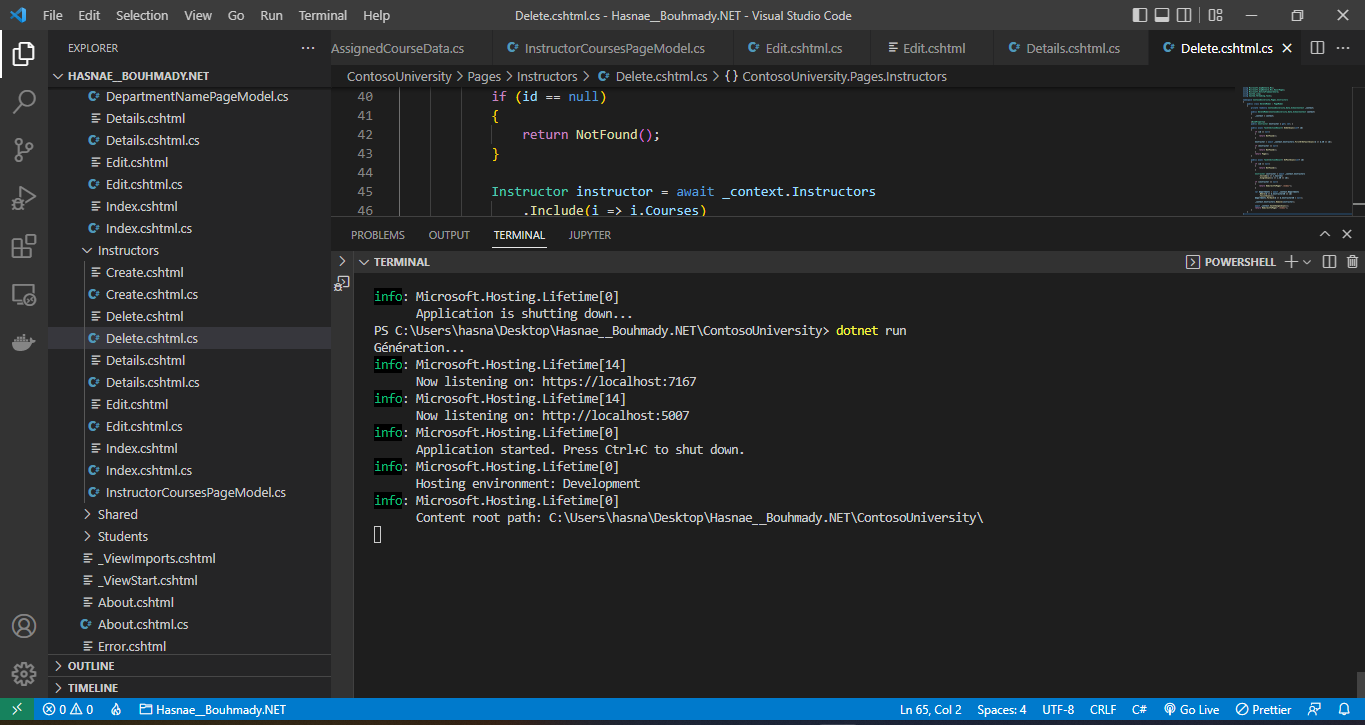 File Edit Selection View Go Run Terminal Help
Delete.cshtml.cs - Hasnae__Bouhmady.NET - Visual Studio Code
EXPLORER
HASNAE__BOUHMADY.NET
DepartmentNamePageModel.cs
Details.cshtml
Details.cshtml.cs
Edit.cshtml
Edit.cshtml.cs
Index.cshtml
Index.cshtml.cs
Instructors
Create.cshtml
Create.cshtml.cs
Delete.cshtml
Delete.cshtml.cs
Details.cshtml
Details.cshtml.cs
Edit.cshtml
Edit.cshtml.cs
Index.cshtml
Index.cshtml.cs
InstructorCoursesPageModel.cs
Shared
Students
_ViewImports.cshtml
_ViewStart.cshtml
About.cshtml
About.cshtml.cs
Error.cshtml
OUTLINE
TIMELINE
AssignedCourseData.cs InstructorCoursesPageModel.cs Edit.cshtml.cs Edit.cshtml Details.cshtml.cs Delete.cshtml.cs
ContosoUniversity > Pages > Instructors > Delete.cshtml.cs > {} ContosoUniversity.Pages.Instructors
40 if (id == null)
41 {
42 return NotFound();
43 }
44
45 Instructor instructor = await _context.Instructors
46 .Include(i => i.Courses)
PROBLEMS OUTPUT TERMINAL JUPYTER
TERMINAL
POWERSHELL
info: Microsoft.Hosting.Lifetime[0]
Application is shutting down...
PS C:\Users\hasna\Desktop\Hasnae__Bouhmady.NET\ContosoUniversity> dotnet run
Génération...
info: Microsoft.Hosting.Lifetime[14]
Now listening on: https://localhost:7167
info: Microsoft.Hosting.Lifetime[14]
Now listening on: http://localhost:5007
info: Microsoft.Hosting.Lifetime[0]
Application started. Press Ctrl+C to shut down.
info: Microsoft.Hosting.Lifetime[0]
Hosting environment: Development
info: Microsoft.Hosting.Lifetime[0]
Content root path: C:\Users\hasna\Desktop\Hasnae__Bouhmady.NET\ContosoUniversity\
0 0 Hasnae__Bouhmady.NET Ln 65, Col 2 Spaces: 4 UTF-8 CRLF C# Go Live Prettier